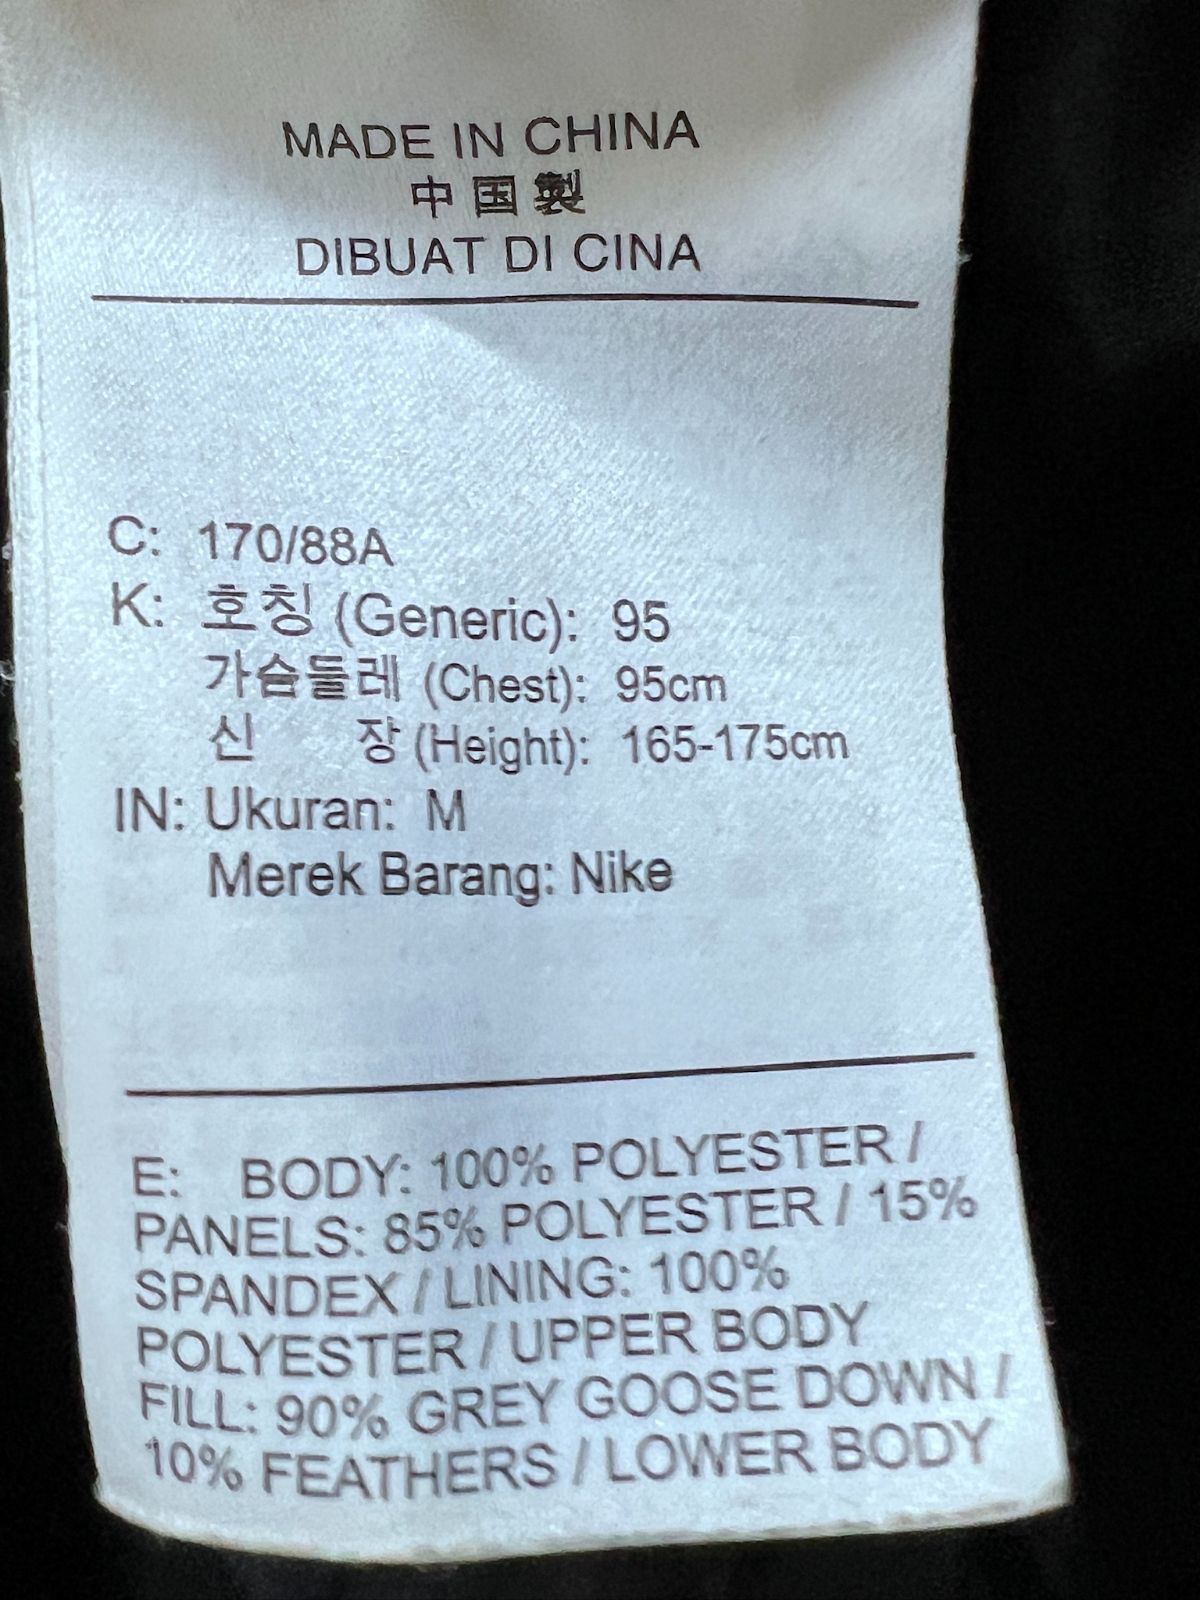 MADE IN CHINA
中国製
DIBUAT DI CINA
C: 170/88A
K: 호칭 (Generic): 95
가슴둘레 (Chest): 95cm
신 장 (Height): 165-175cm
IN: Ukuran: M
Merek Barang: Nike
E: BODY: 100% POLYESTER /
PANELS: 85% POLYESTER / 15%
SPANDEX / LINING: 100%
POLYESTER / UPPER BODY
FILL: 90% GREY GOOSE DOWN /
10% FEATHERS / LOWER BODY